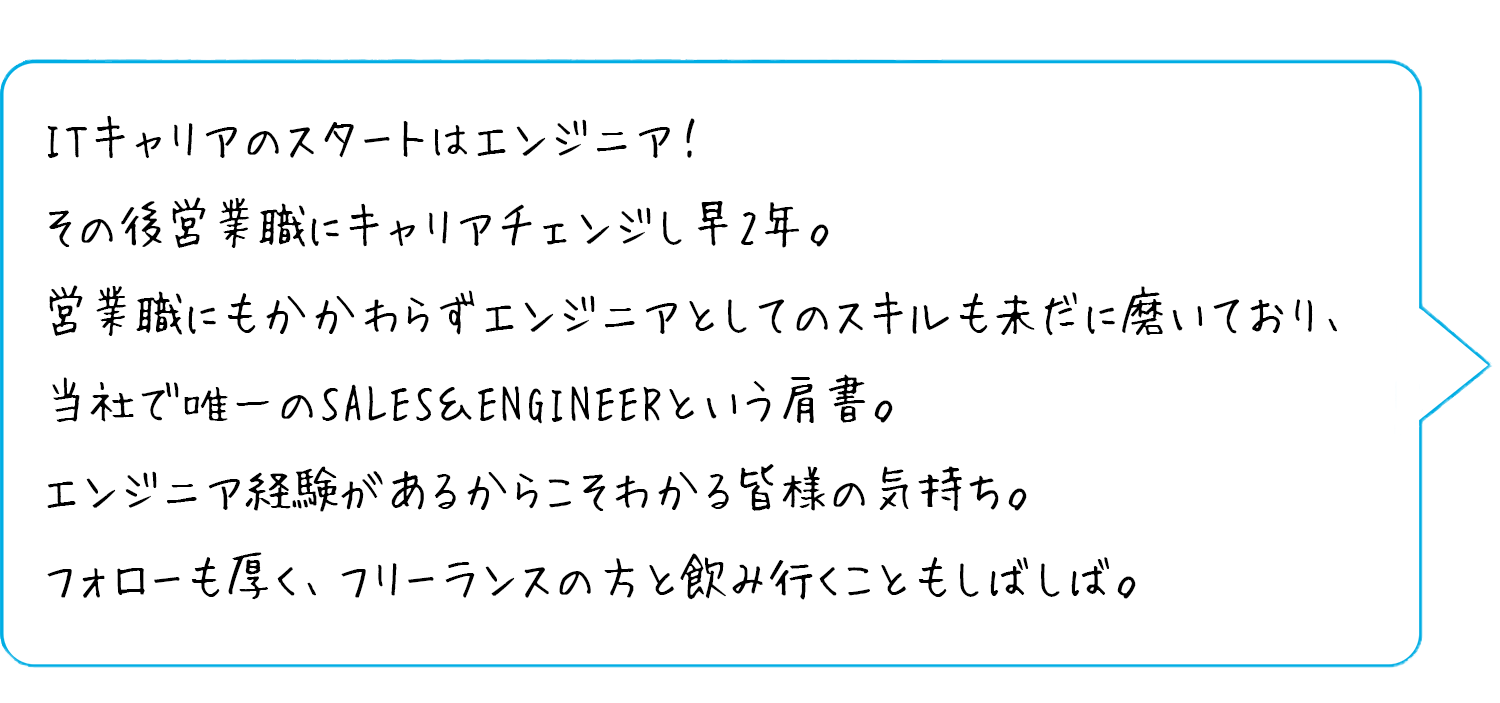 ITキャリアのスタートはエンジニア!
その後営業職にキャリアチェンジし早2年。
営業職にもかかわらずエンジニアとしてのスキルも未だに磨いており、
当社で唯一のSALES&ENGINEERという肩書。
エンジニア経験があるからこそわかる皆様の気持ち。
フォローも厚く、フリーランスの方と飲み行くこともしばしば。